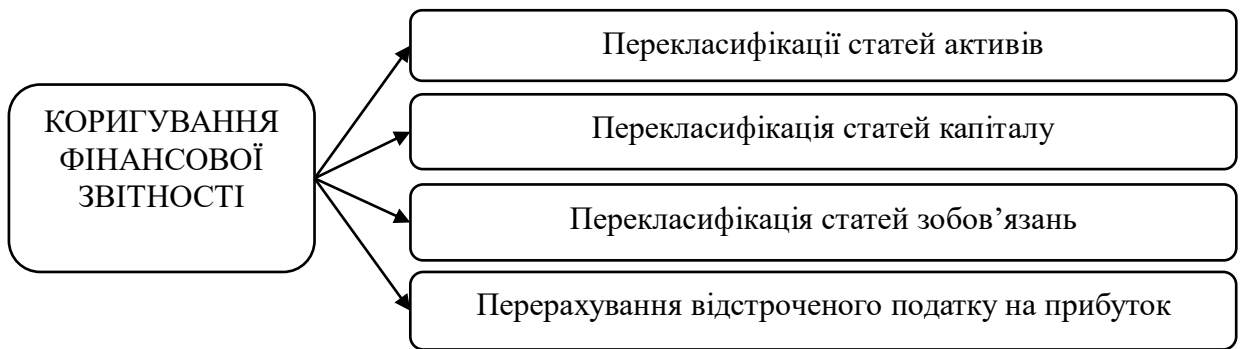 КОРИГУВАННЯ
ФІНАНСОВОЇ
ЗВІТНОСТІ
Перекласифікації статей активів
Перекласифікація статей капіталу
Перекласифікація статей зобов’язань
Перерахування відстроченого податку на прибуток